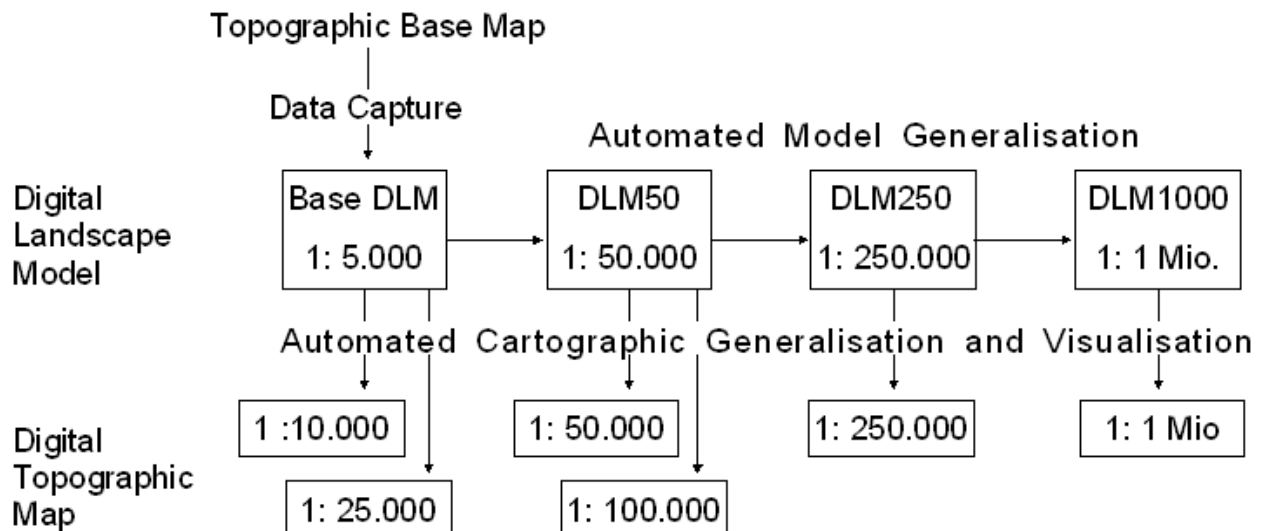 Topographic Base Map
Data Capture
Automated Model Generalisation
Digital
Landscape
Model
Base DLM
1: 5.000
DLM50
1: 50.000
DLM250
1: 250.000
DLM1000
1: 1 Mio.
Automated Cartographic Generalisation and Visualisation
Digital
Topographic
Map
1 :10.000
1: 50.000
1: 250.000
1: 1 Mio
1: 25.000
1: 100.000